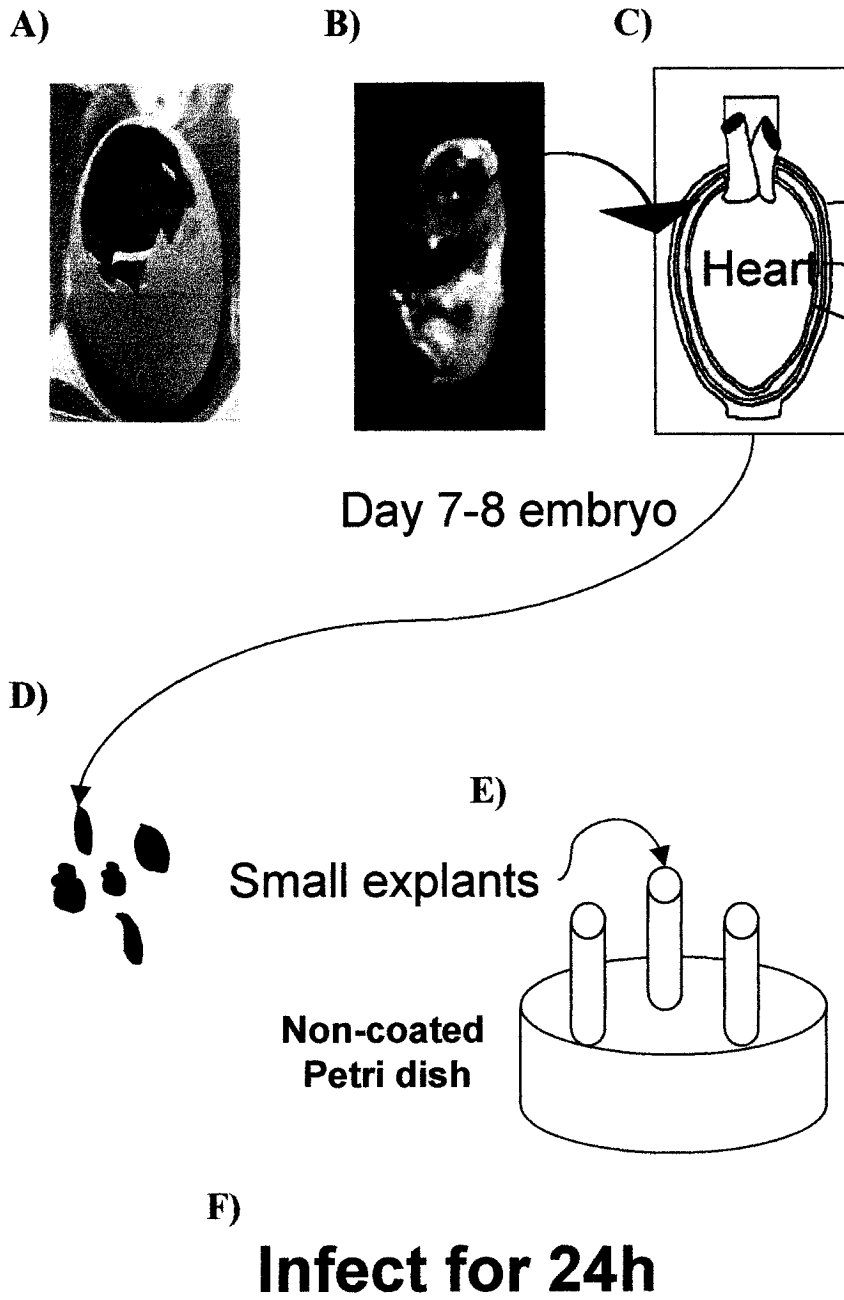 A)
B)
C)
Heart
Day 7-8 embryo
D)
E)
Small explants
Non-coated
Petri dish
F)
Infect for 24h